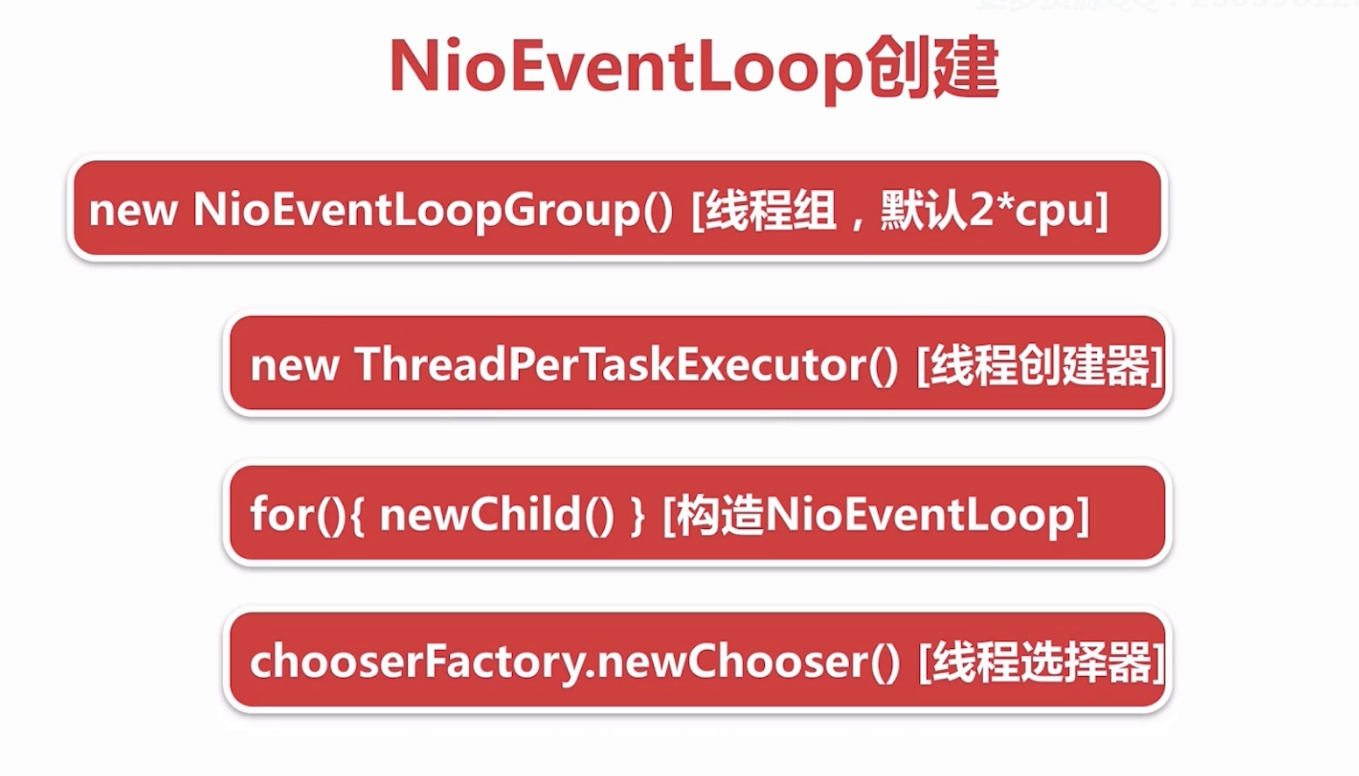 NioEventLoop创建
new NioEventLoopGroup() [线程组，默认2*cpu]
new ThreadPerTaskExecutor() [线程创建器]
for(){ newChild() } [构造NioEventLoop]
chooserFactory.newChooser() [线程选择器]